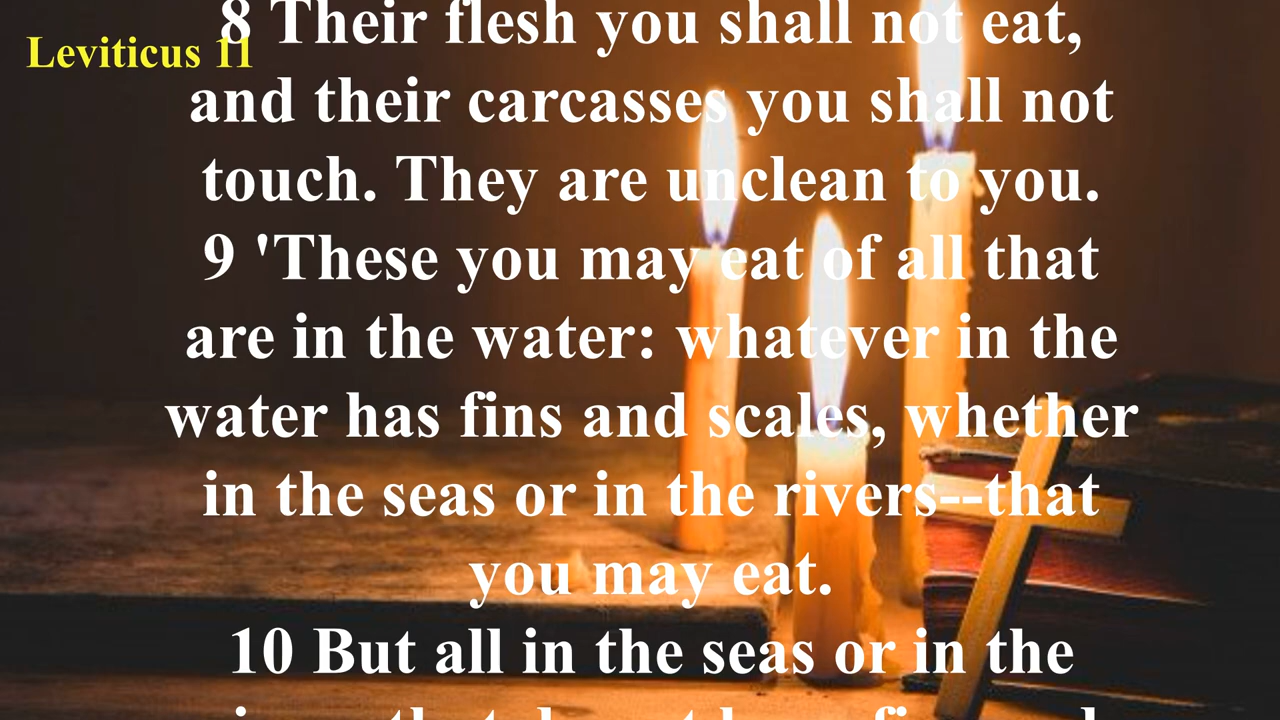 Leviticus 11
8 Their flesh you shall not eat,
and their carcasses you shall not
touch. They are unclean to you.
9 'These you may eat of all that
are in the water: whatever in the
water has fins and scales, whether
in the seas or in the rivers--that
you may eat.
10 But all in the seas or in the